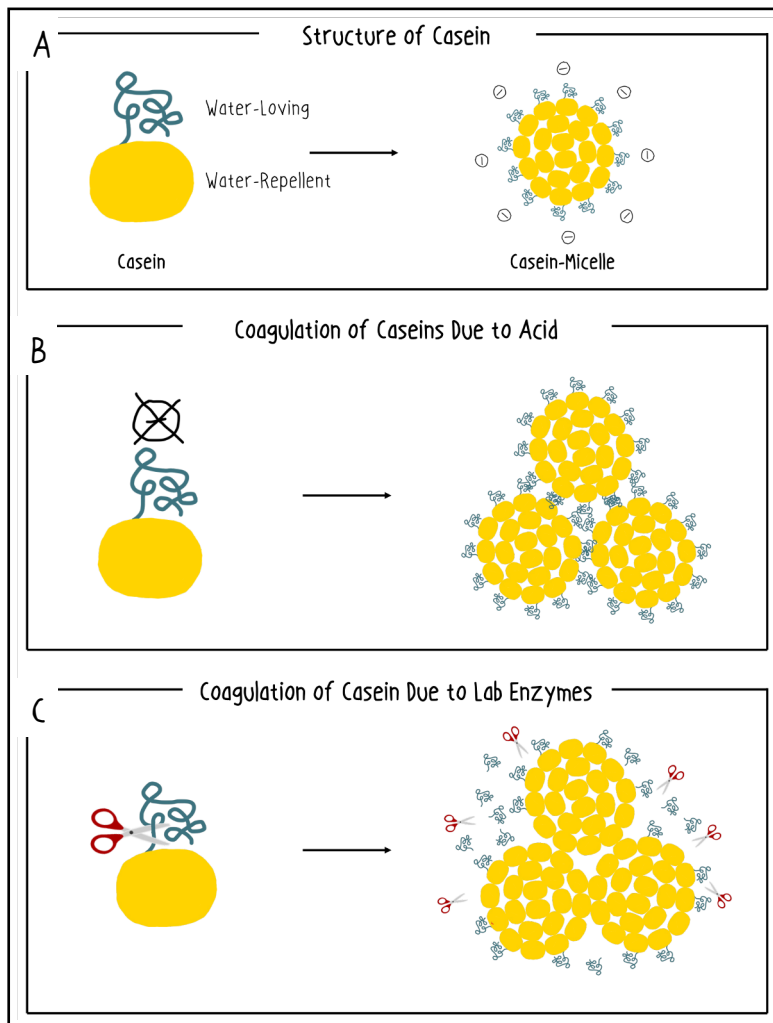 A
Structure of Casein
Water-Loving
Water-Repellent
Casein
Casein-Micelle
B
Coagulation of Caseins Due to Acid
C
Coagulation of Casein Due to Lab Enzymes